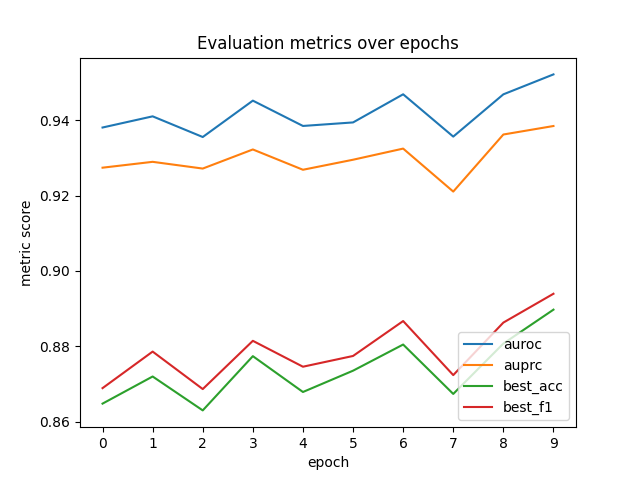 Evaluation metrics over epochs
metric score
0.94
0.92
0.90
0.88
0.86
0 1 2 3 4 5 6 7 8 9
epoch
auroc
auprc
best_acc
best_f1